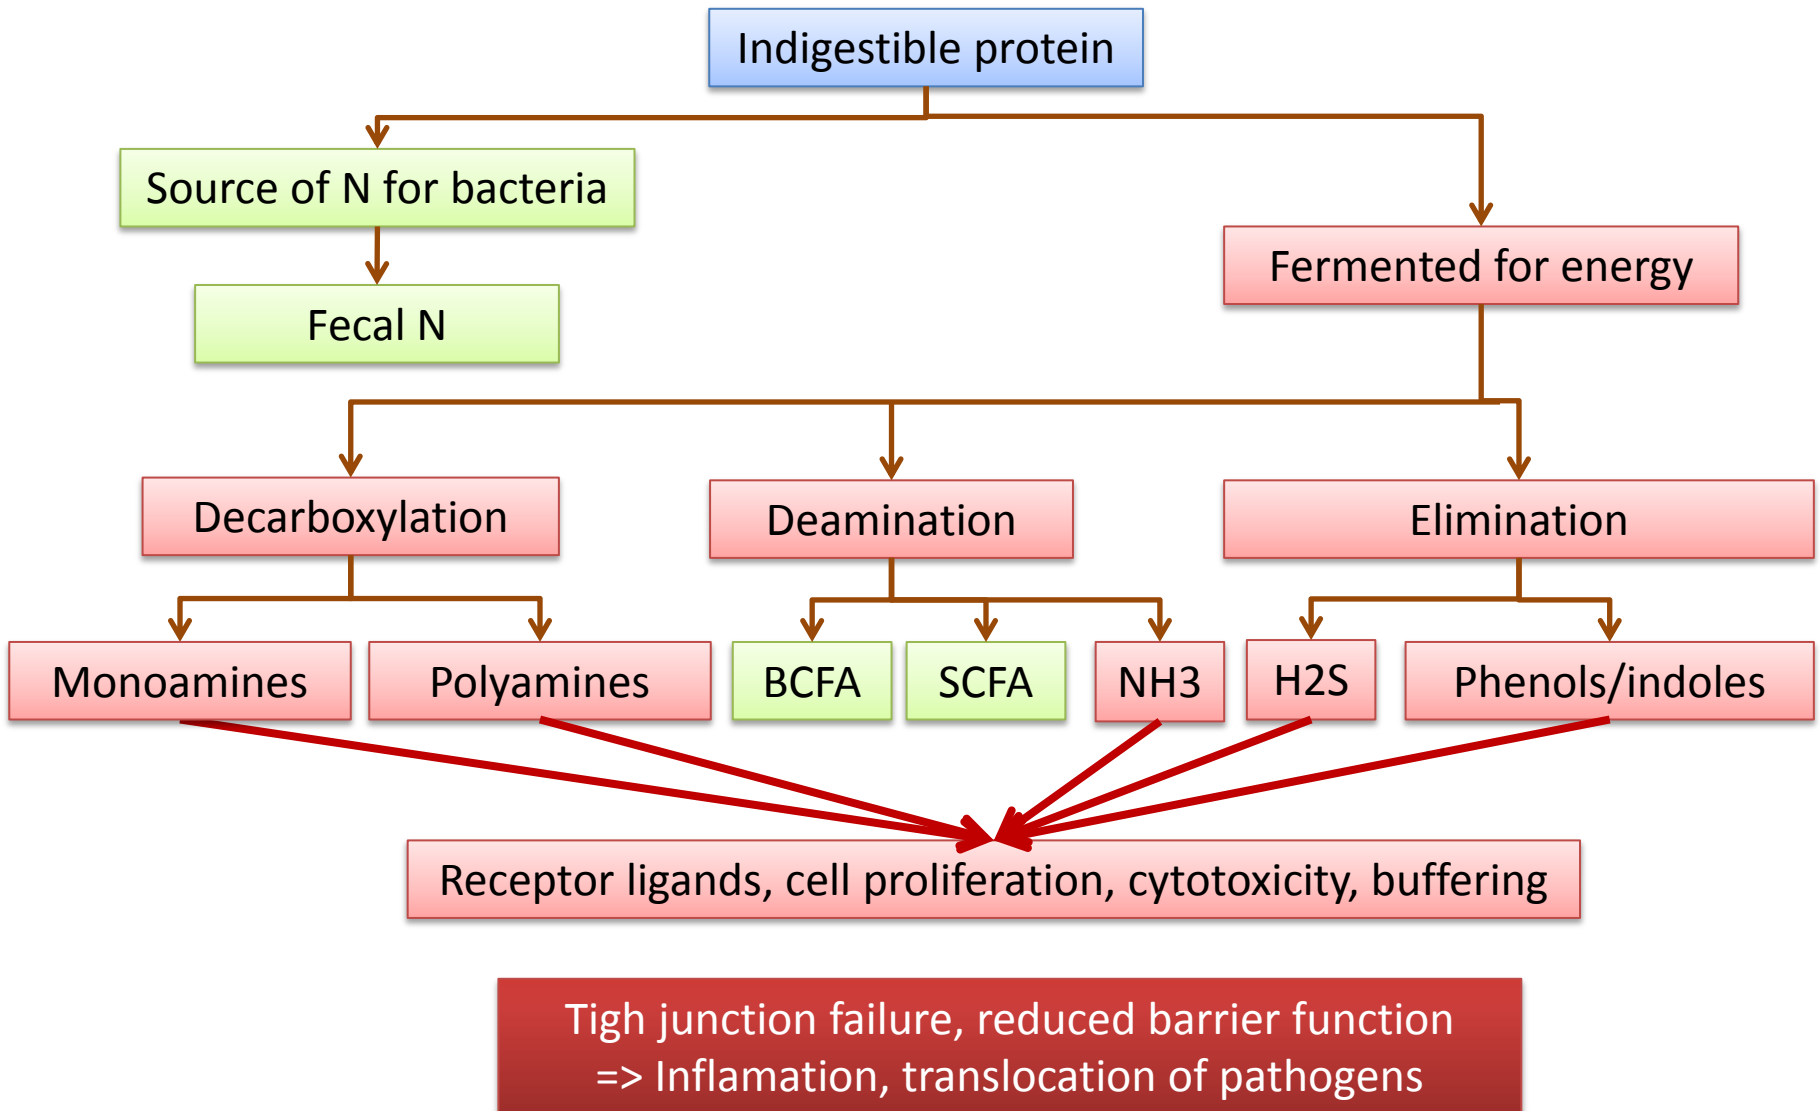 Indigestible protein
Source of N for bacteria
Fermented for energy
Fecal N
Decarboxylation
Deamination
Elimination
Monoamines
Polyamines
BCFA
SCFA
NH3
H2S
Phenols/indoles
Receptor ligands, cell proliferation, cytotoxicity, buffering
Tigh junction failure, reduced barrier function
=> Inflamation, translocation of pathogens